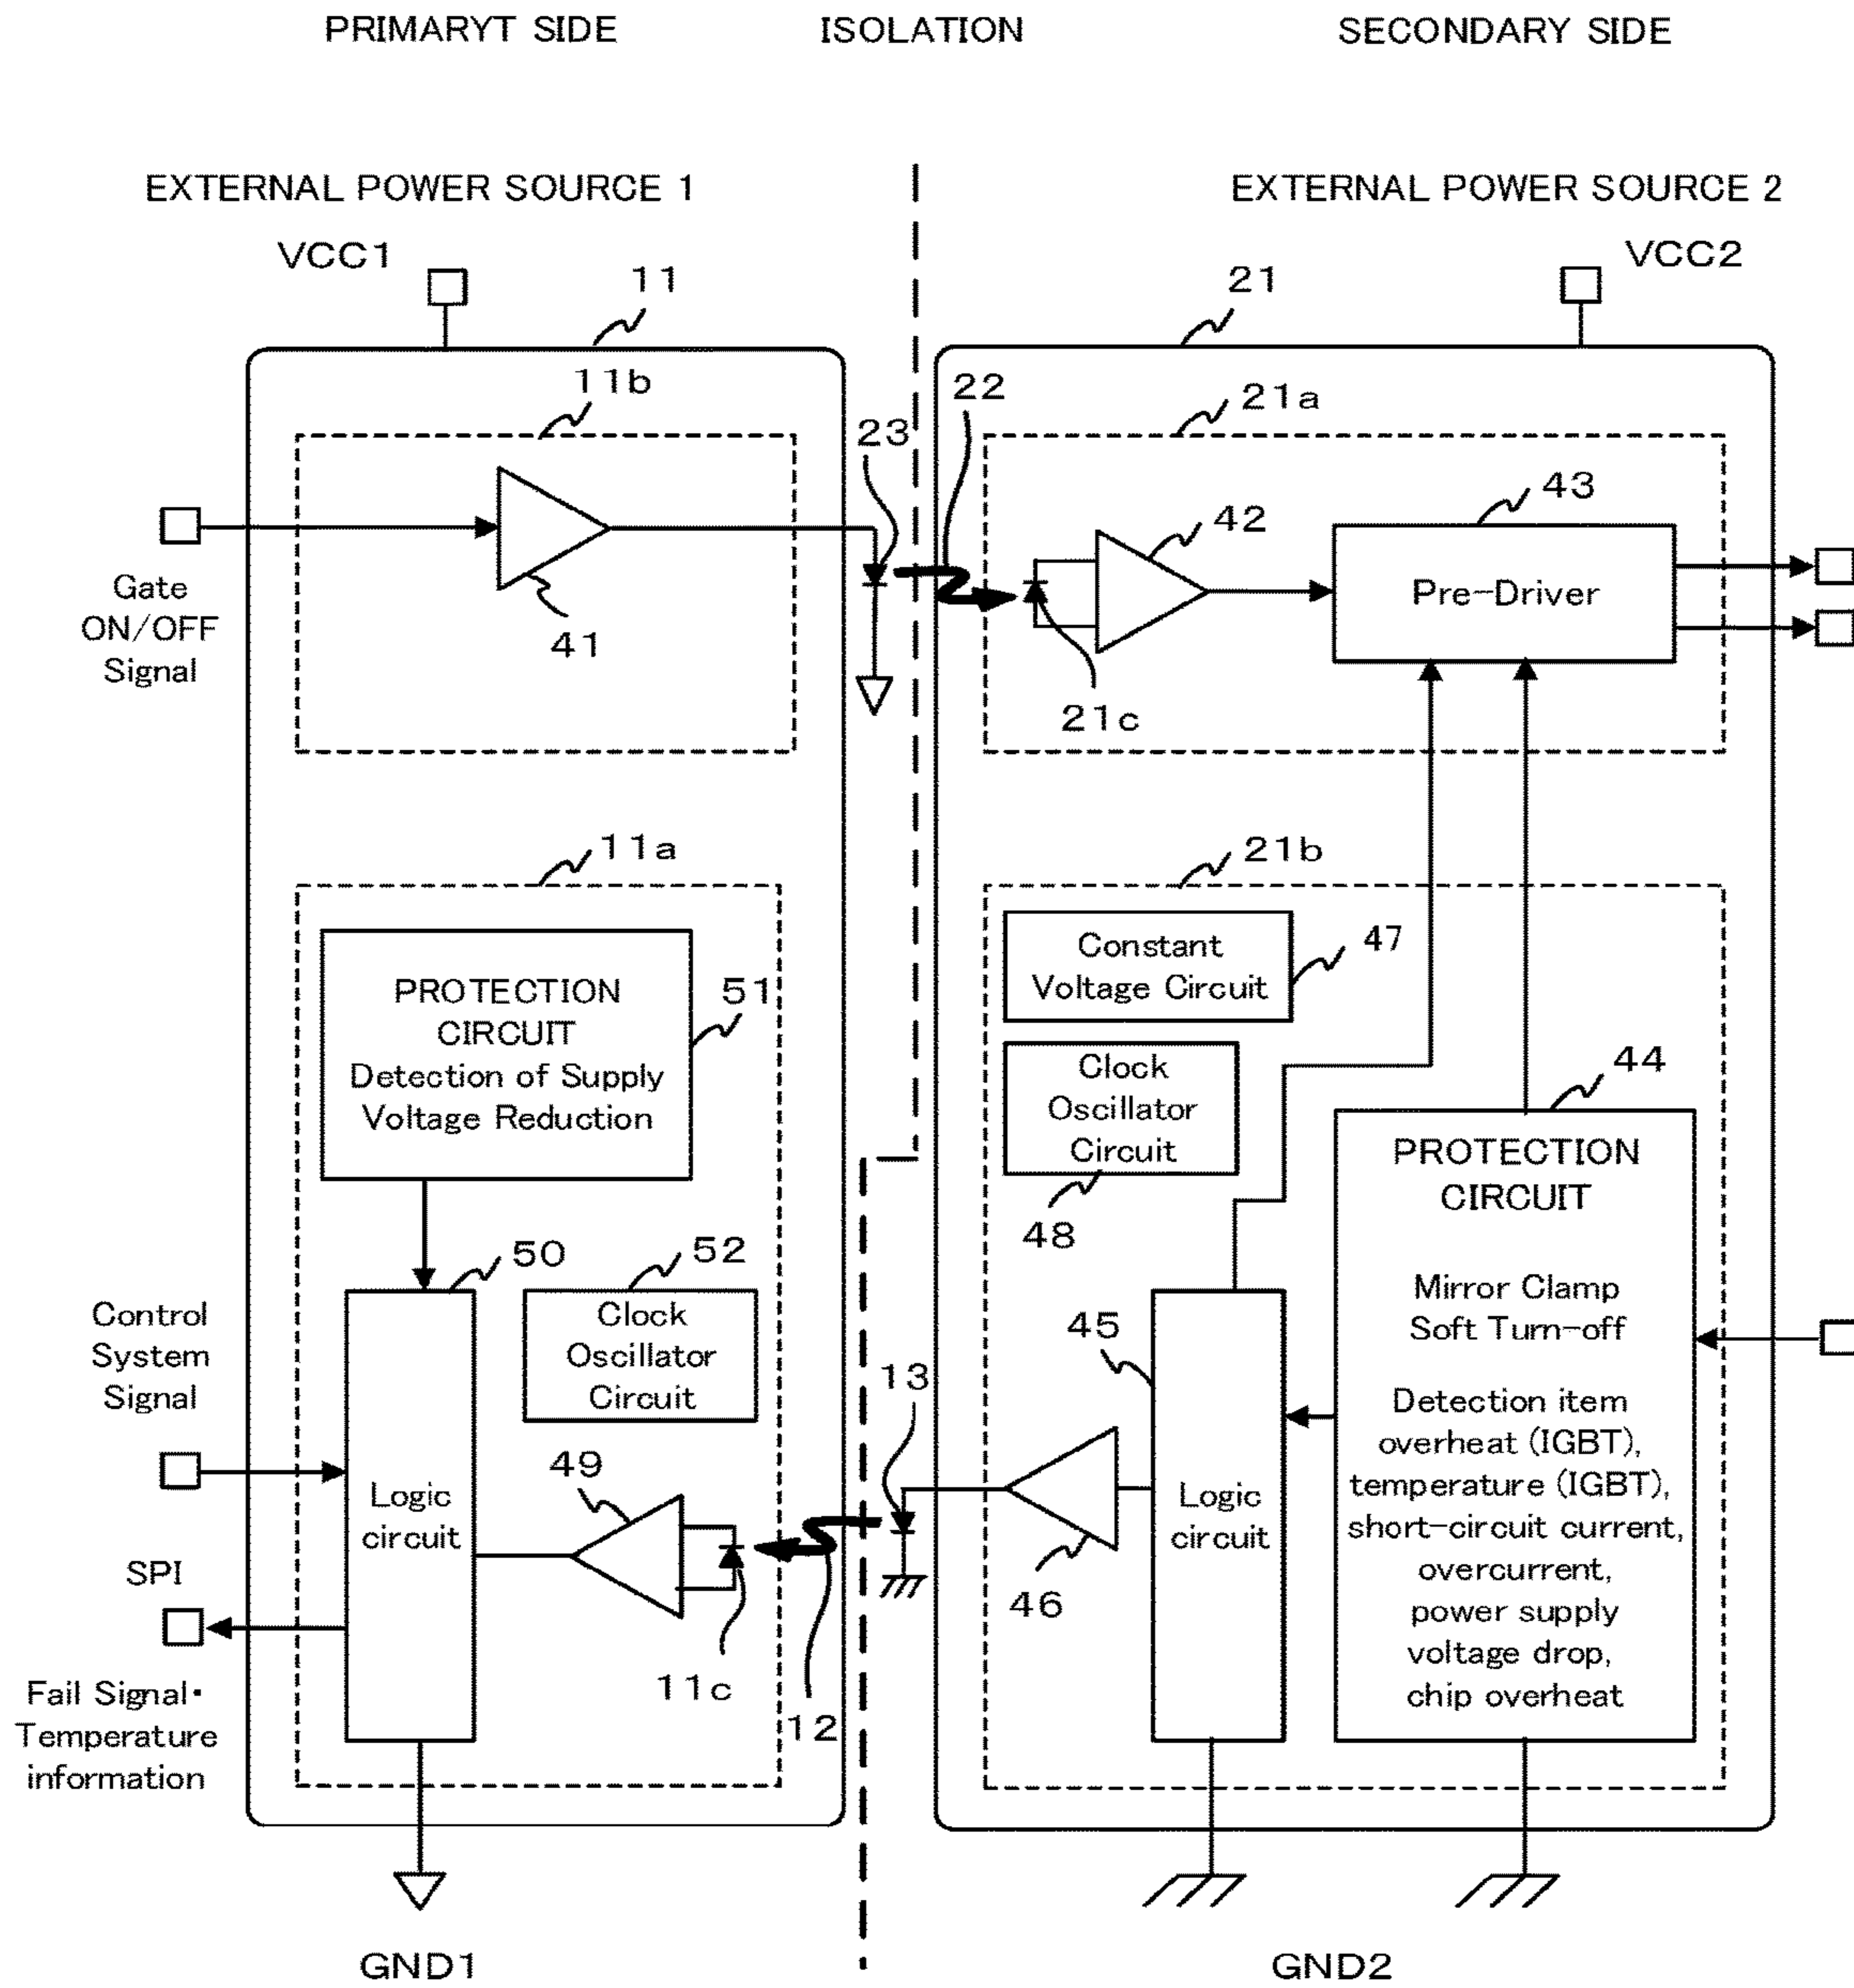 PRIMARYT SIDE
ISOLATION
SECONDARY SIDE
EXTERNAL POWER SOURCE 1
EXTERNAL POWER SOURCE 2
VCC1
VCC2
11
21
11b
22
21a
23
43
42
Gate
ON/OFF
Signal
41
Pre-Driver
21c
11a
21b
Constant
Voltage Circuit
47
PROTECTION
CIRCUIT
Detection of Supply
Voltage Reduction
51
Clock
Oscillator
Circuit
48
44
PROTECTION
CIRCUIT
Mirror Clamp
Soft Turn-off
Detection item
overheat (IGBT),
temperature (IGBT),
short-circuit current,
overcurrent,
power supply
voltage drop,
chip overheat
50
52
Clock
Oscillator
Circuit
Control
System
Signal
45
13
49
Logic
circuit
Logic
circuit
46
SPI
11c
12
Fail Signal・
Temperature
information
GND1
GND2